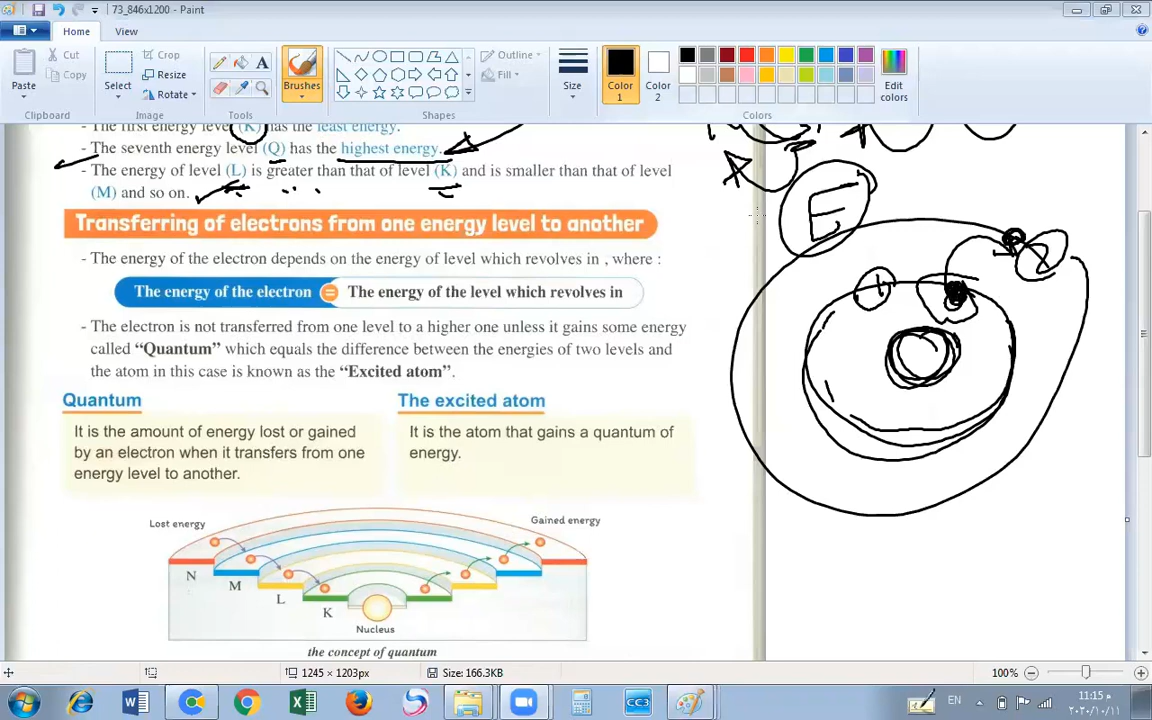 73_846x1200 - Paint
Home View
Paste
Cut
Copy
Clipboard
Select
Crop
Resize
Rotate
Image
A
Tools
Brushes
Outline
Fill
Shapes
Size
Color 1
Color 2
Edit colors
Colors
- The first energy level (K) has the least energy.
- The seventh energy level (Q) has the highest energy.
- The energy of level (L) is greater than that of level (K) and is smaller than that of level
(M) and so on.
Transferring of electrons from one energy level to another
- The energy of the electron depends on the energy of level which revolves in , where :
The energy of the electron = The energy of the level which revolves in
- The electron is not transferred from one level to a higher one unless it gains some energy
called “Quantum” which equals the difference between the energies of two levels and
the atom in this case is known as the “Excited atom”.
Quantum
It is the amount of energy lost or gained
by an electron when it transfers from one
energy level to another.
The excited atom
It is the atom that gains a quantum of
energy.
Lost energy
Gained energy
N
M
L
K
Nucleus
the concept of quantum
E
1
2
1245 × 1203px
Size: 166.3KB
100%
CC3
EN
11:15 م
٢٠٢٠/١٠/١١